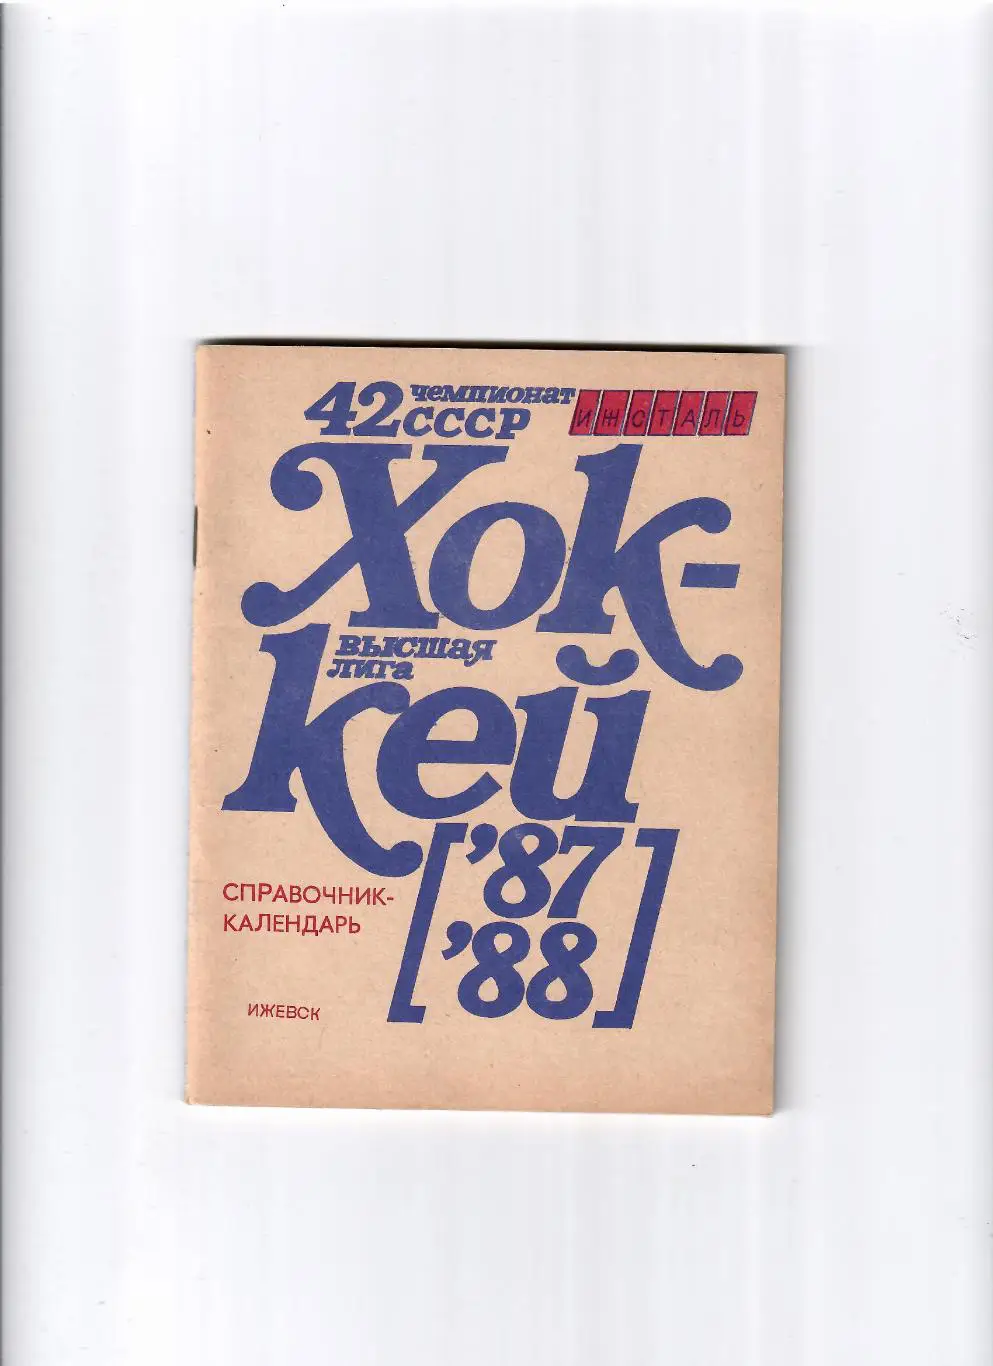 42 чемпионат
СССР
ИЖСТАЛЬ
Хок-
высшая
лига
кей
['87
'88]
СПРАВОЧНИК-
КАЛЕНДАРЬ
ИЖЕВСК